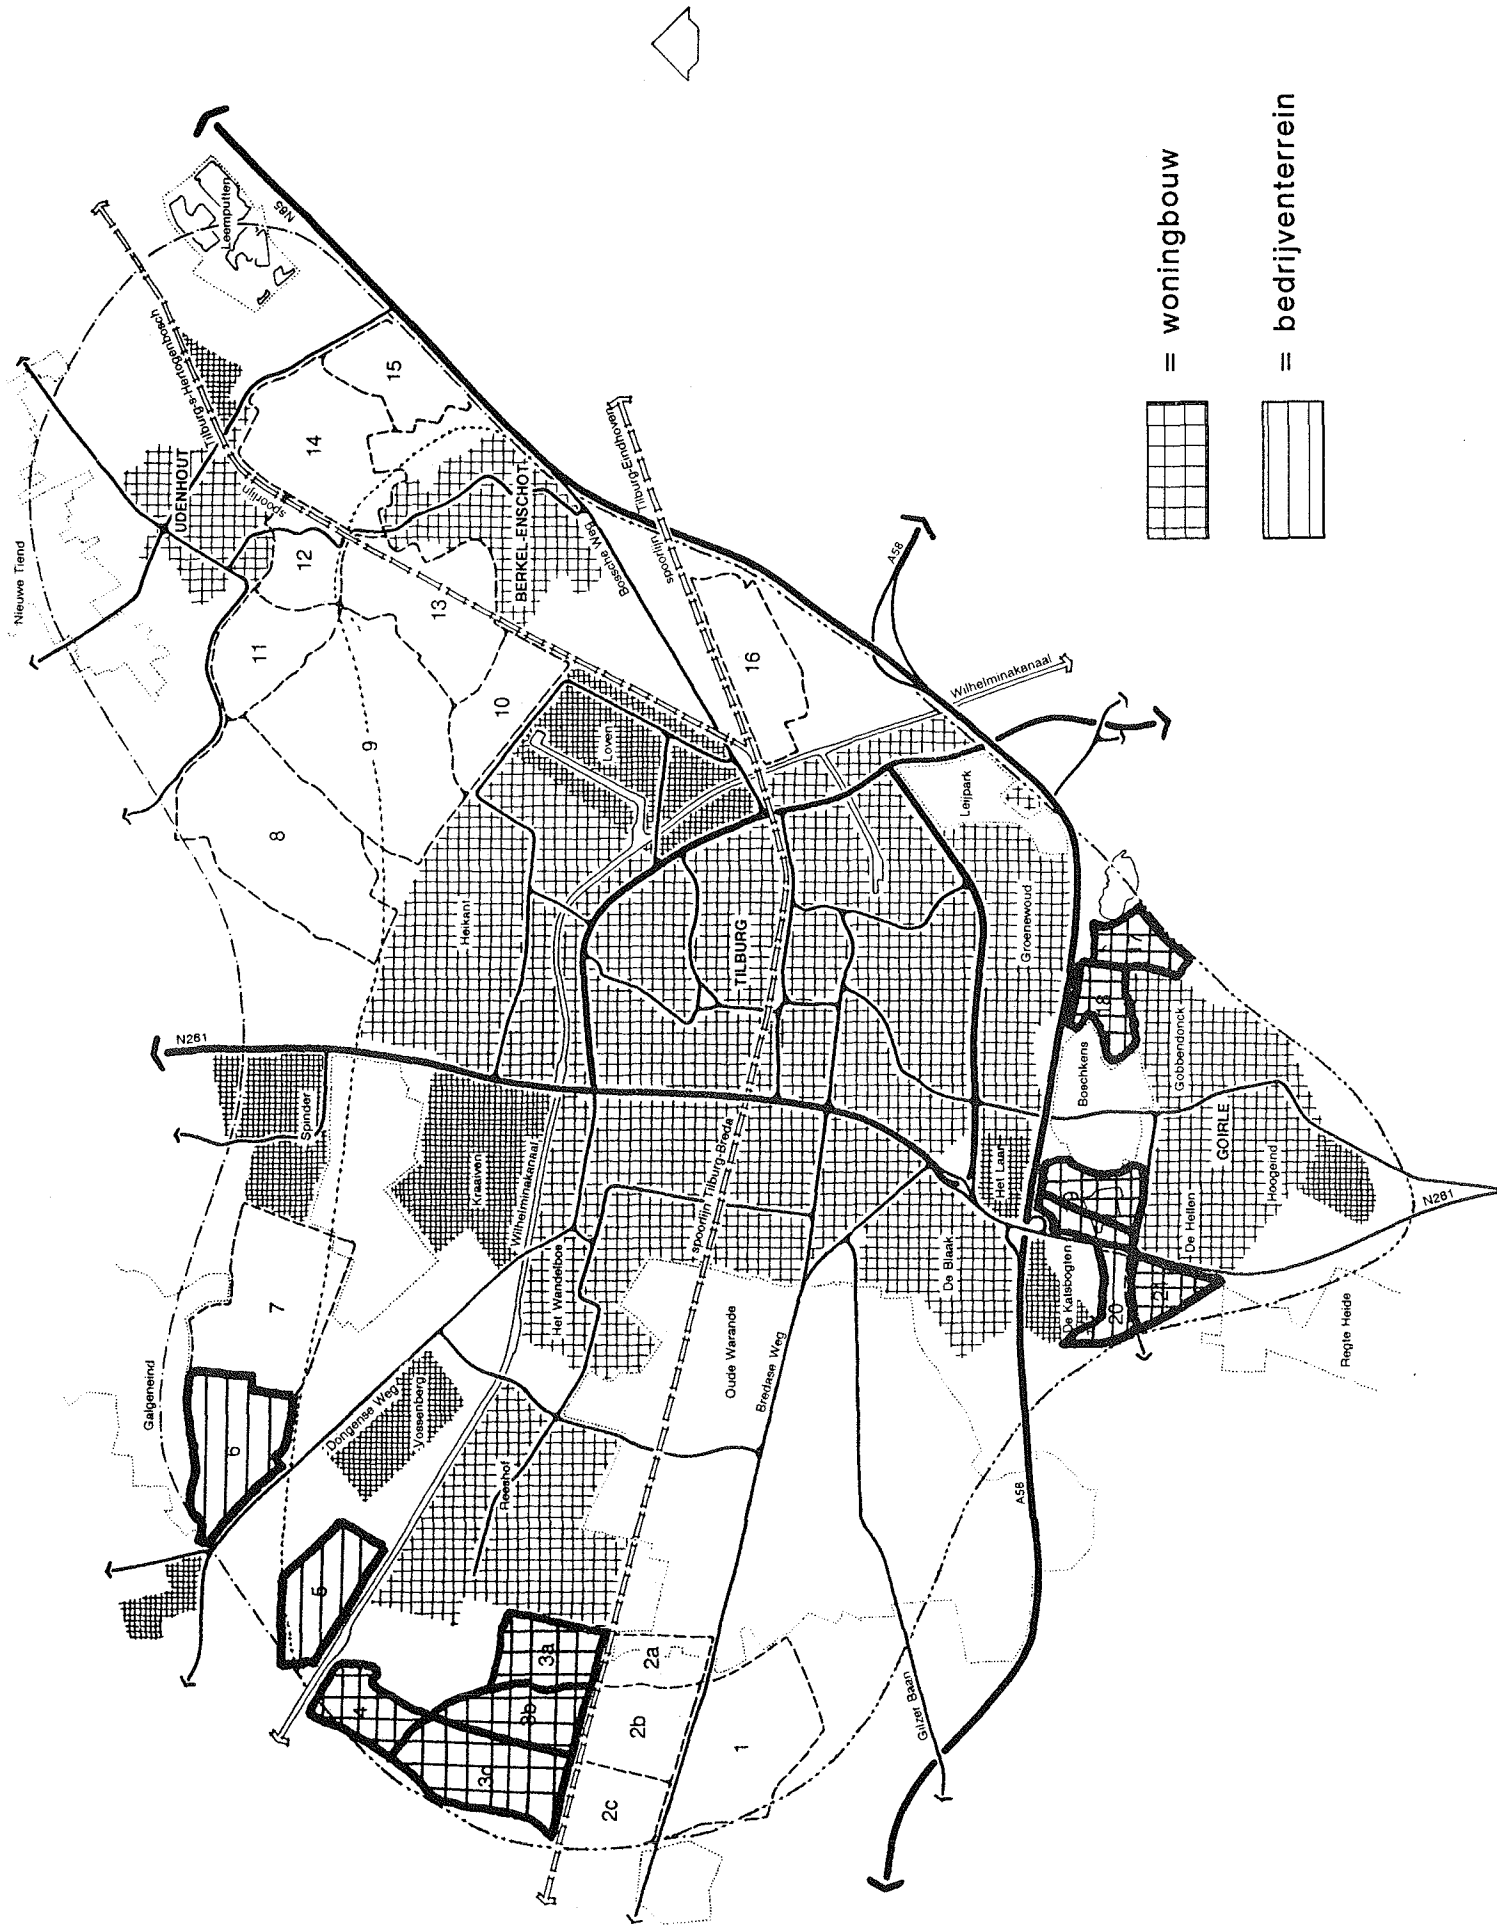 Nieuwe Tiend
Leemputten
N65
spoorlijn Tilburg-s-Hertogenbosch
UDENHOUT
15
14
12
11
13
BERKEL-ENSCHOT
Bossche Weg
spoorlijn Tilburg-Eindhoven
10
9
8
16
A58
Wilhelminakanaal
Loven
Heikant
Leijpark
TILBURG
Groenewoud
17
18
N261
Spinder
Kraaiven
Wilhelminakanaal
spoorlijn Tilburg-Breda
Boschkens
Gobbendonck
GOIRLE
Hoogeind
N261
Het Laar
19
De Hellen
De Katsbogten
20
21
Regte Heide
De Blaak
Het Wandelbos
Oude Warande
Bredase Weg
7
Galgeneind
6
Dongense Weg
Vossenberg
Reeshof
5
A58
4
3a
3b
3c
2a
2b
2c
1
Gilzer Baan
= woningbouw
= bedrijventerrein